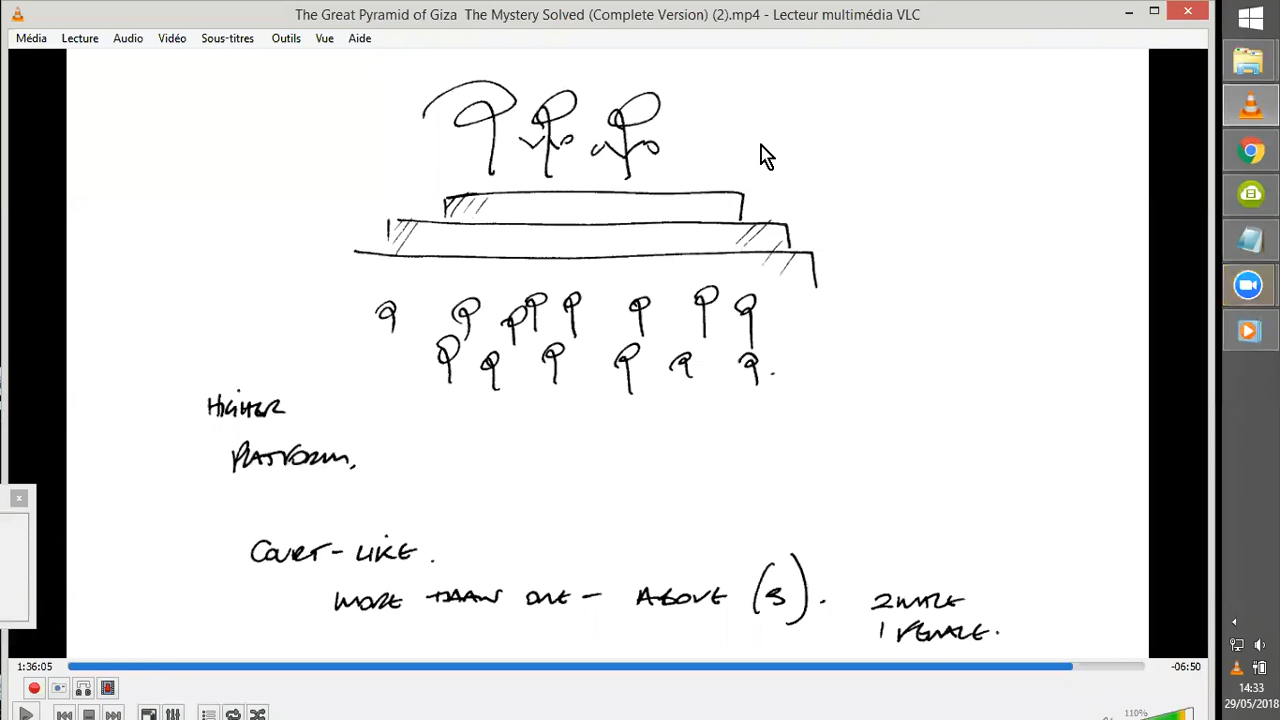 The Great Pyramid of Giza  The Mystery Solved (Complete Version) (2).mp4 - Lecteur multimédia VLC
Média Lecture Audio Vidéo Sous-titres Outils Vue Aide
HIGHER
PLATFORM.
COURT-LIKE.
MORE THAN ONE - ABOVE (3). 2 MALE
1 FEMALE.
1:36:05 -06:50
110%
14:33
29/05/2018